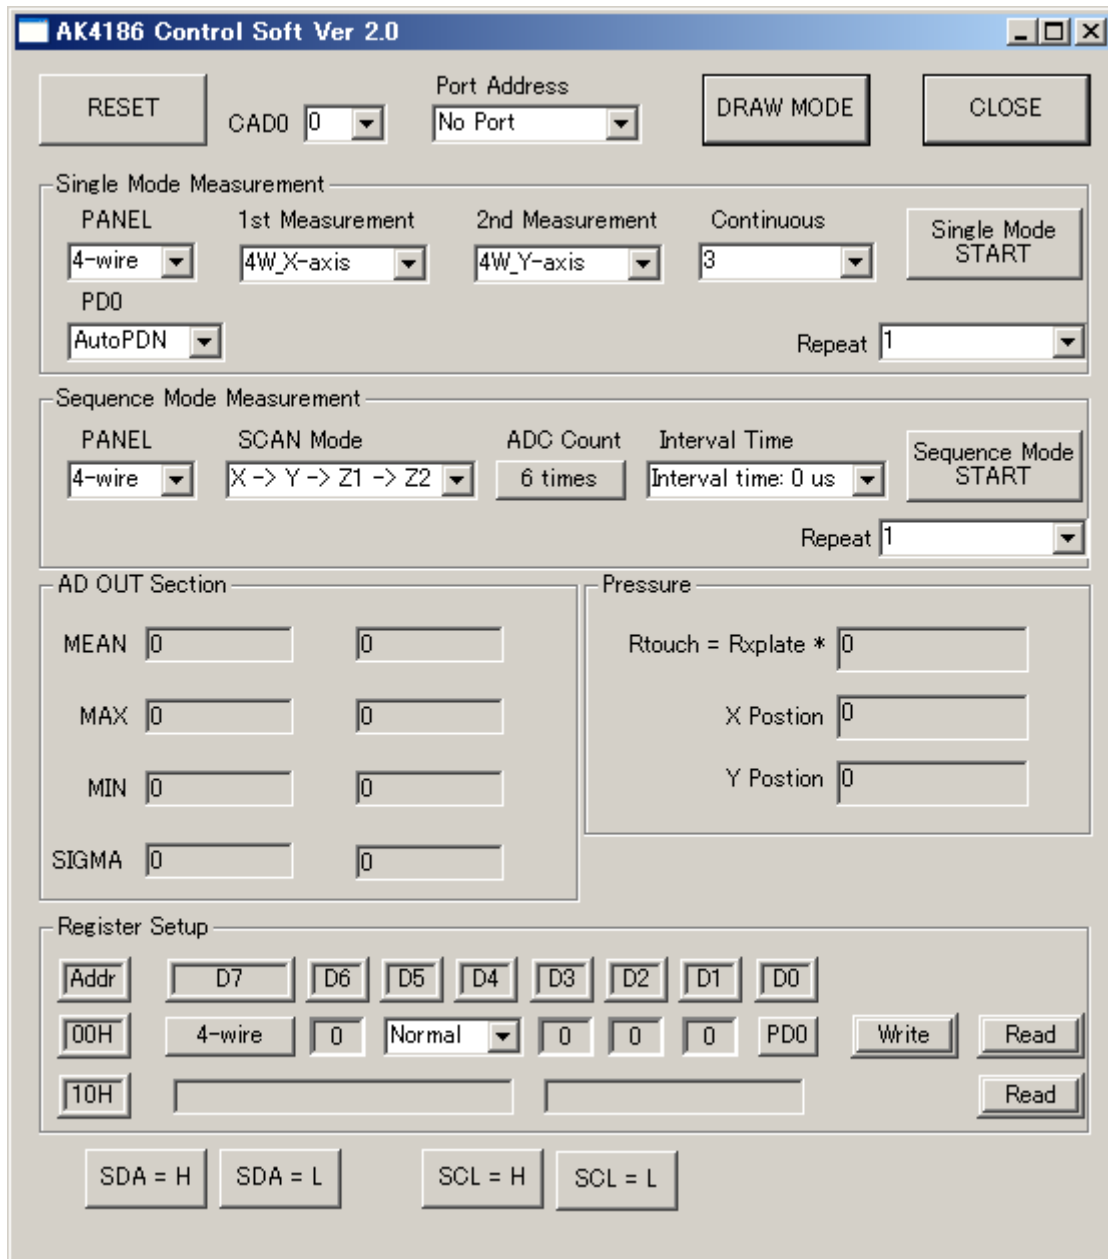 AK4186 Control Soft Ver 2.0
RESET
CAD0 0
Port Address
No Port
DRAW MODE
CLOSE
Single Mode Measurement
PANEL 1st Measurement 2nd Measurement Continuous
4-wire 4W_X-axis 4W_Y-axis 3
Single Mode
START
PD0
AutoPDN
Repeat 1
Sequence Mode Measurement
PANEL SCAN Mode ADC Count Interval Time
4-wire X -> Y -> Z1 -> Z2 6 times Interval time: 0 us
Sequence Mode
START
Repeat 1
AD OUT Section
MEAN 0 0
MAX 0 0
MIN 0 0
SIGMA 0 0
Pressure
Rtouch = Rxplate * 0
X Postion 0
Y Postion 0
Register Setup
Addr D7 D6 D5 D4 D3 D2 D1 D0
00H 4-wire 0 Normal 0 0 0 PD0 Write Read
10H Read
SDA = H SDA = L SCL = H SCL = L